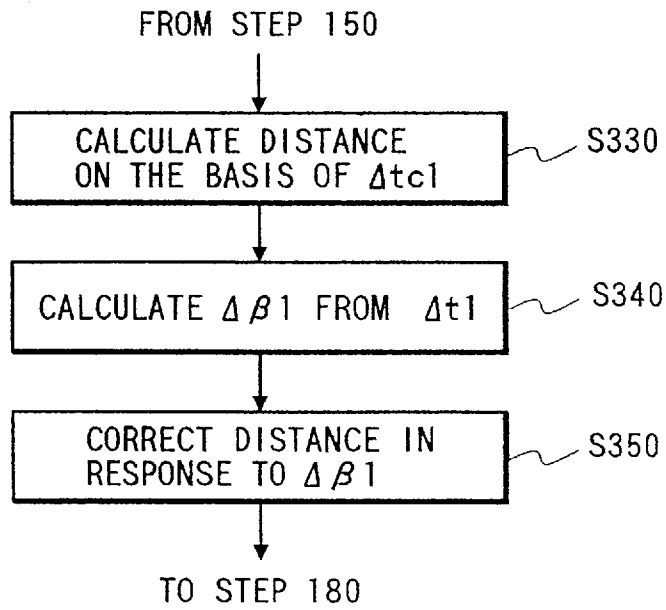 FROM STEP 150
CALCULATE DISTANCE
ON THE BASIS OF Δtc1
S330
CALCULATE Δβ1 FROM Δt1
S340
CORRECT DISTANCE IN
RESPONSE TO Δβ1
S350
TO STEP 180